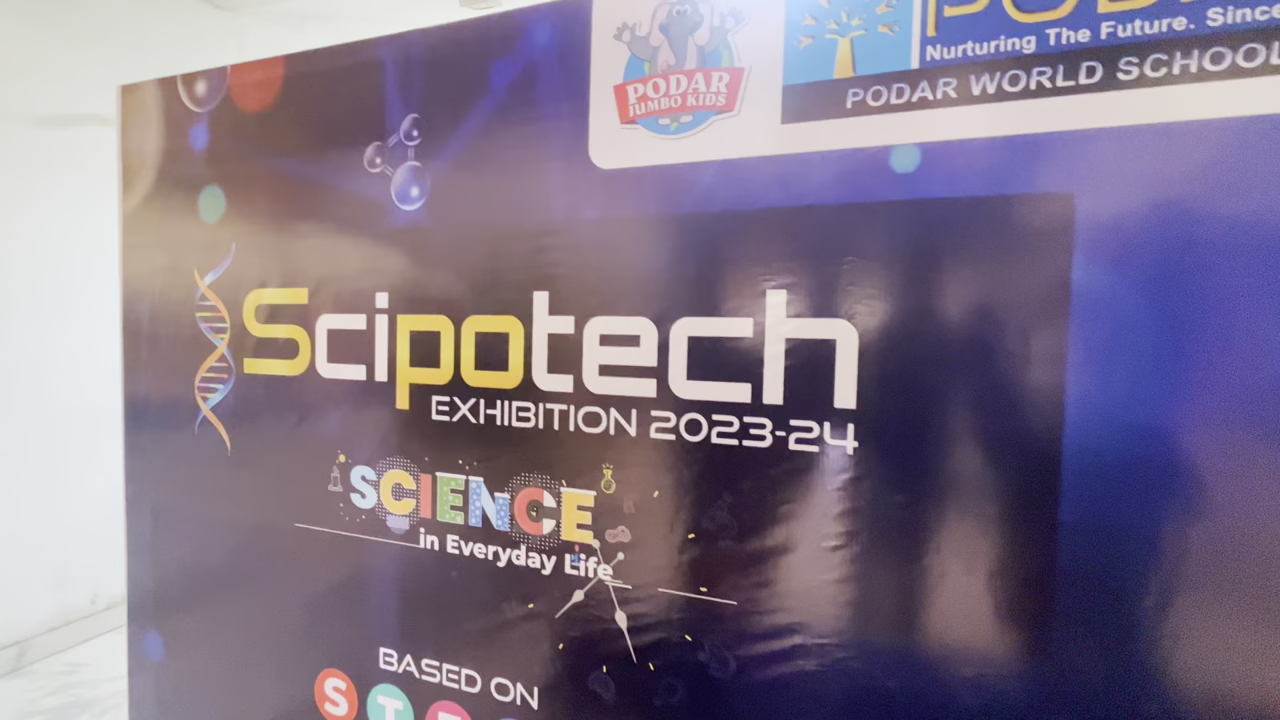 PODAR
JUMBO KIDS
Nurturing The Future. Since
PODAR WORLD SCHOOL
Scipotech
EXHIBITION 2023-24
SCIENCE
in Everyday Life
BASED ON
S T